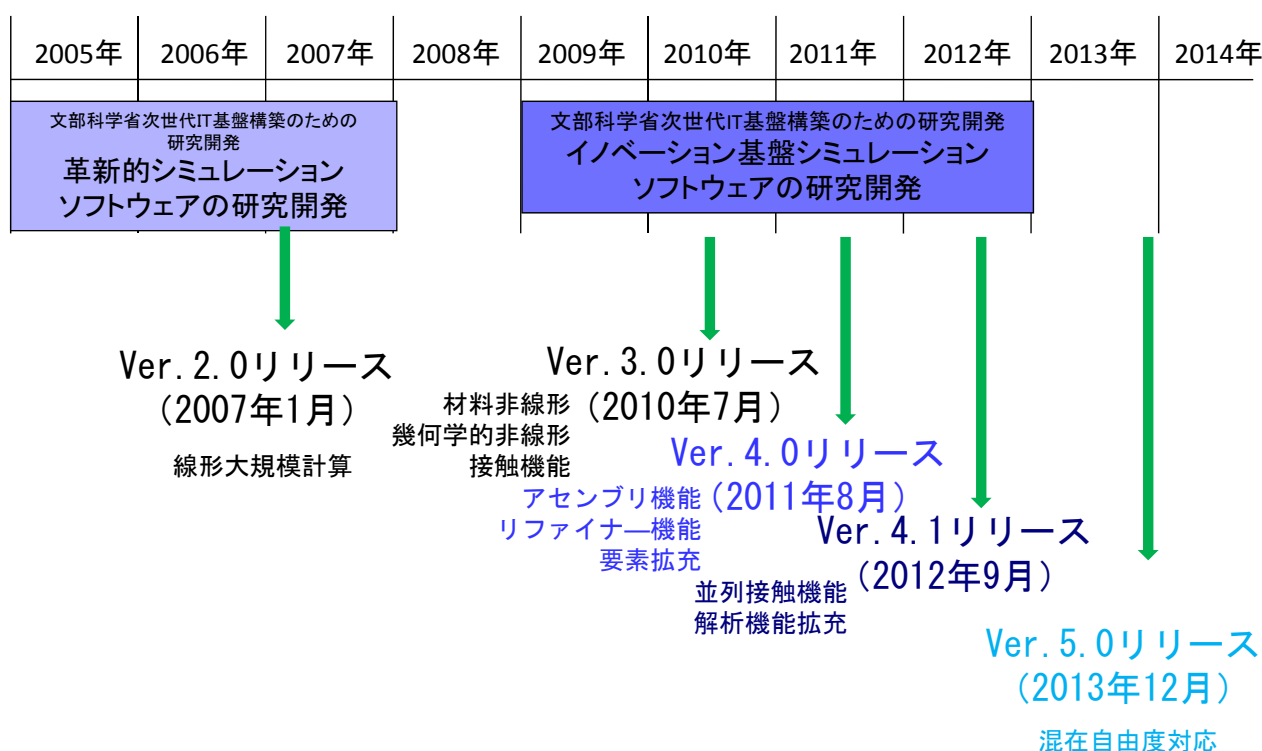 2005年 2006年 2007年 2008年 2009年 2010年 2011年 2012年 2013年 2014年
文部科学省次世代IT基盤構築のための
研究開発
革新的シミュレーション
ソフトウェアの研究開発
文部科学省次世代IT基盤構築のための研究開発
イノベーション基盤シミュレーション
ソフトウェアの研究開発
Ver.2.0リリース
(2007年1月)
線形大規模計算
Ver.3.0リリース
(2010年7月)
材料非線形
幾何学的非線形
接触機能
Ver.4.0リリース
(2011年8月)
アセンブリ機能
リファイナ―機能
要素拡充
Ver.4.1リリース
(2012年9月)
並列接触機能
解析機能拡充
Ver.5.0リリース
(2013年12月)
混在自由度対応